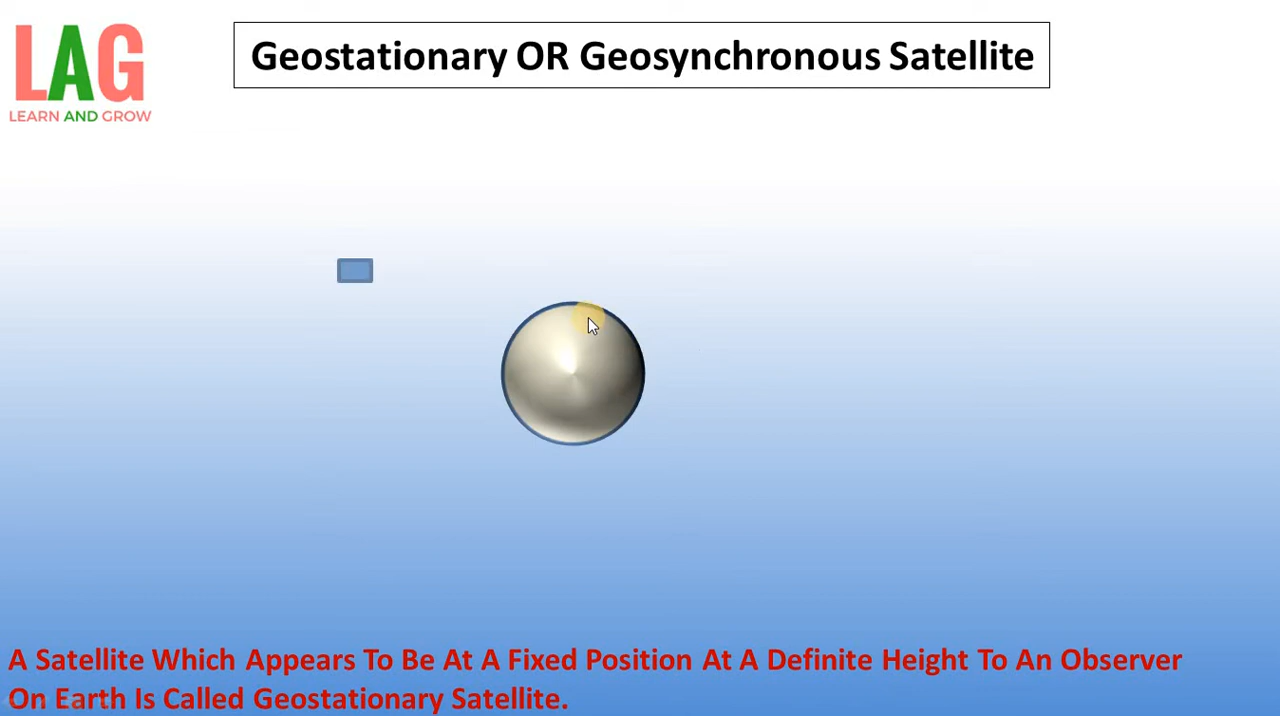 LAG
LEARN AND GROW
Geostationary OR Geosynchronous Satellite
A Satellite Which Appears To Be At A Fixed Position At A Definite Height To An Observer
On Earth Is Called Geostationary Satellite.